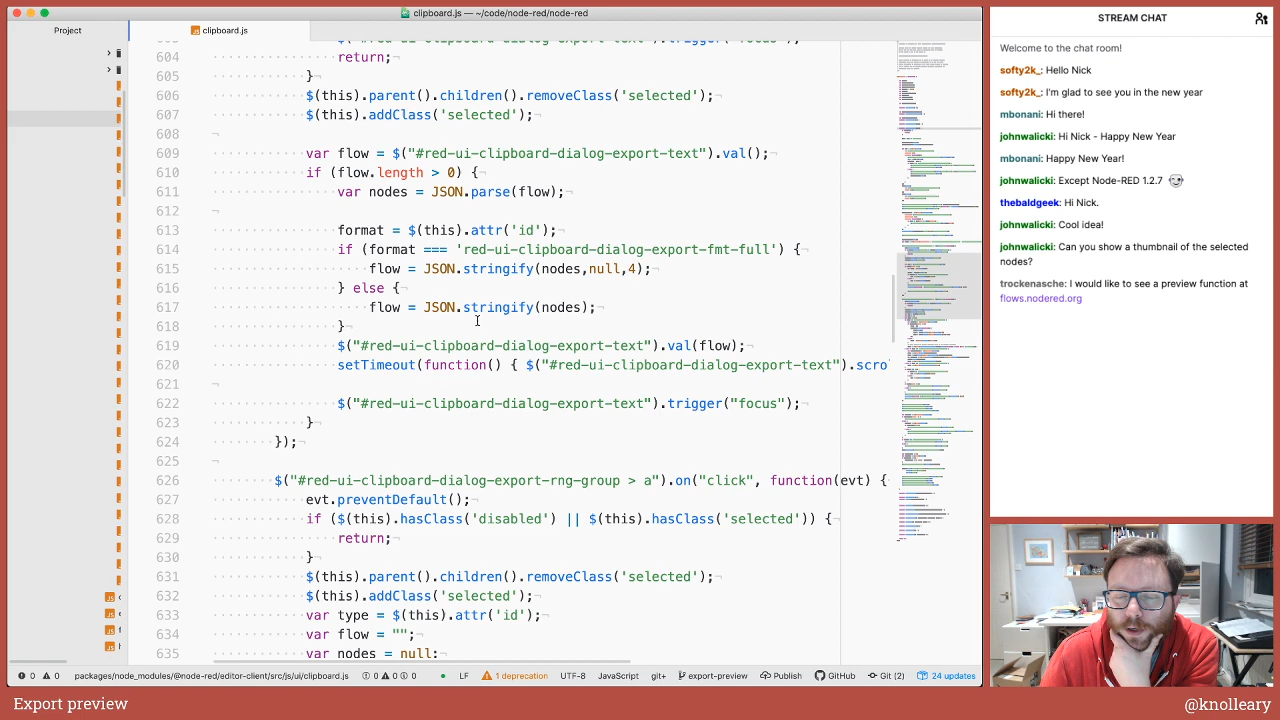 clipboard.js — ~/code/node-red/node-red
Project
clipboard.js
604 return;
605 }
606 $(this).parent().children().removeClass('selected');
607 $(this).addClass('selected');
608
609 var flow = $("#red-ui-clipboard-dialog-export-text").val();
610 if (flow.length > 0) {
611 var nodes = JSON.parse(flow);
612
613 format = $(this).attr('id');
614 if (format === 'red-ui-clipboard-dialog-export-fmt-full') {
615 flow = JSON.stringify(nodes,null,4);
616 } else {
617 flow = JSON.stringify(nodes);
618 }
619 $("#red-ui-clipboard-dialog-export-text").val(flow);
620 setTimeout(function() { $("#red-ui-clipboard-dialog-export-text").scro
621
622 $("#red-ui-clipboard-dialog-export-text").trigger("focus");
623 }
624 });
625
626 $("#red-ui-clipboard-dialog-export-rng-group > a").on("click", function(evt) {
627 evt.preventDefault();
628 if ($(this).hasClass('disabled') || $(this).hasClass('selected')) {
629 return;
630 }
631 $(this).parent().children().removeClass('selected');
632 $(this).addClass('selected');
633 var type = $(this).attr('id');
634 var flow = "";
635 var nodes = null;
0 0 packages/node_modules/@node-red/editor-client/src/js/ui/clipboard.js 0 0 0 LF 1 deprecation UTF-8 JavaScript git+ export-preview Publish GitHub Git (2) 24 updates
STREAM CHAT
Welcome to the chat room!
softy2k_: Hello Nick
softy2k_: I'm glad to see you in the new year
mbonani: Hi there!
johnwalicki: Hi Nick - Happy New Year
mbonani: Happy New Year!
johnwalicki: Except Node-RED 1.2.7
thebaldgeek: Hi Nick.
johnwalicki: Cool idea!
johnwalicki: Can you show a thumbnail of the selected
nodes?
trockenasche: I would like to see a preview function at
flows.nodered.org
Export preview
@knolleary